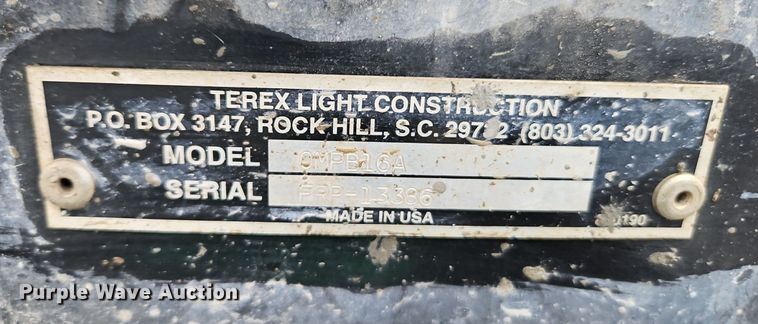 TEREX LIGHT CONSTRUCTION
P.O. BOX 3147, ROCK HILL, S.C. (803) 324-3011
MODEL
SERIAL
MADE IN USA
Purple Wave Auction